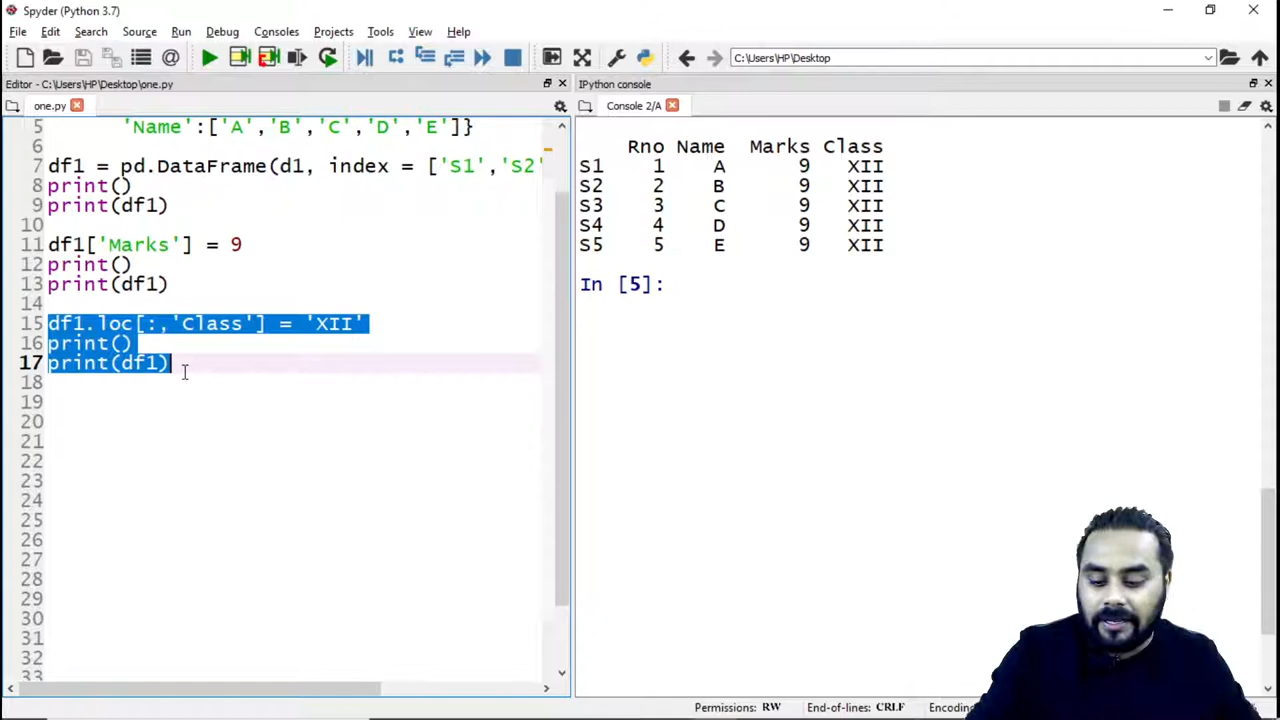 Spyder (Python 3.7)
File Edit Search Source Run Debug Consoles Projects Tools View Help
C:\Users\HP\Desktop
Editor - C:\Users\HP\Desktop\one.py
one.py
5 'Name':['A','B','C','D','E']}
6
7 df1 = pd.DataFrame(d1, index = ['S1','S2'
8 print()
9 print(df1)
10
11 df1['Marks'] = 9
12 print()
13 print(df1)
14
15 df1.loc[:,'Class'] = 'XII'
16 print()
17 print(df1)
18
19
20
21
22
23
24
25
26
27
28
29
30
31
32
33
IPython console
Console 2/A
Rno Name Marks Class
S1 1 A 9 XII
S2 2 B 9 XII
S3 3 C 9 XII
S4 4 D 9 XII
S5 5 E 9 XII
In [5]:
Permissions: RW End-of-lines: CRLF Encoding